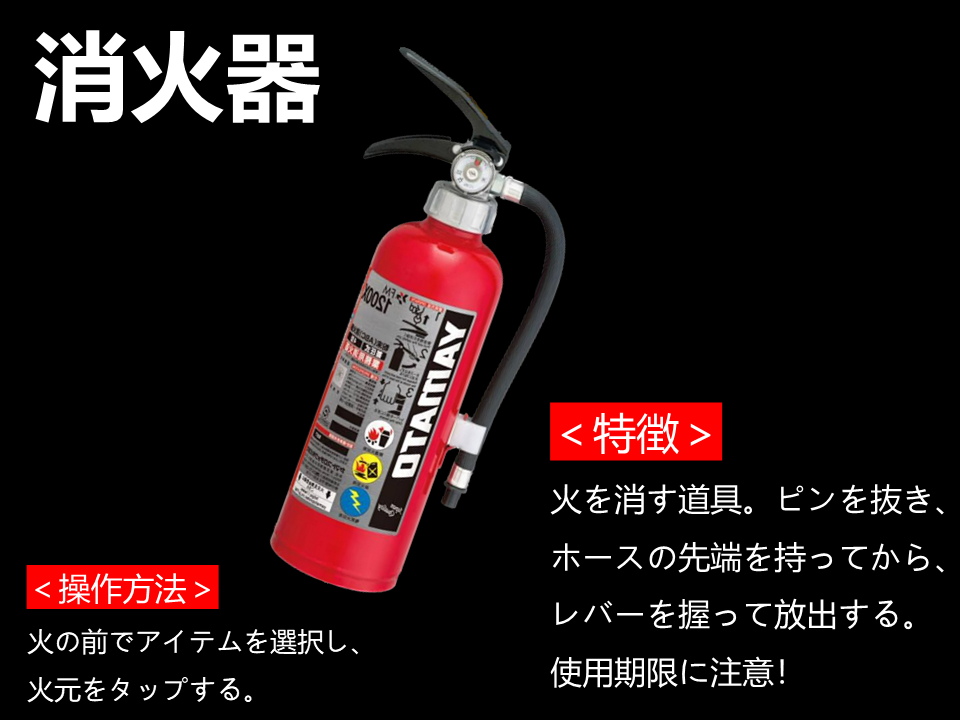 消火器
1200X
YAMATO
<特徴>
火を消す道具。ピンを抜き、
ホースの先端を持ってから、
レバーを握って放出する。
使用期限に注意!
<操作方法>
火の前でアイテムを選択し、
火元をタップする。